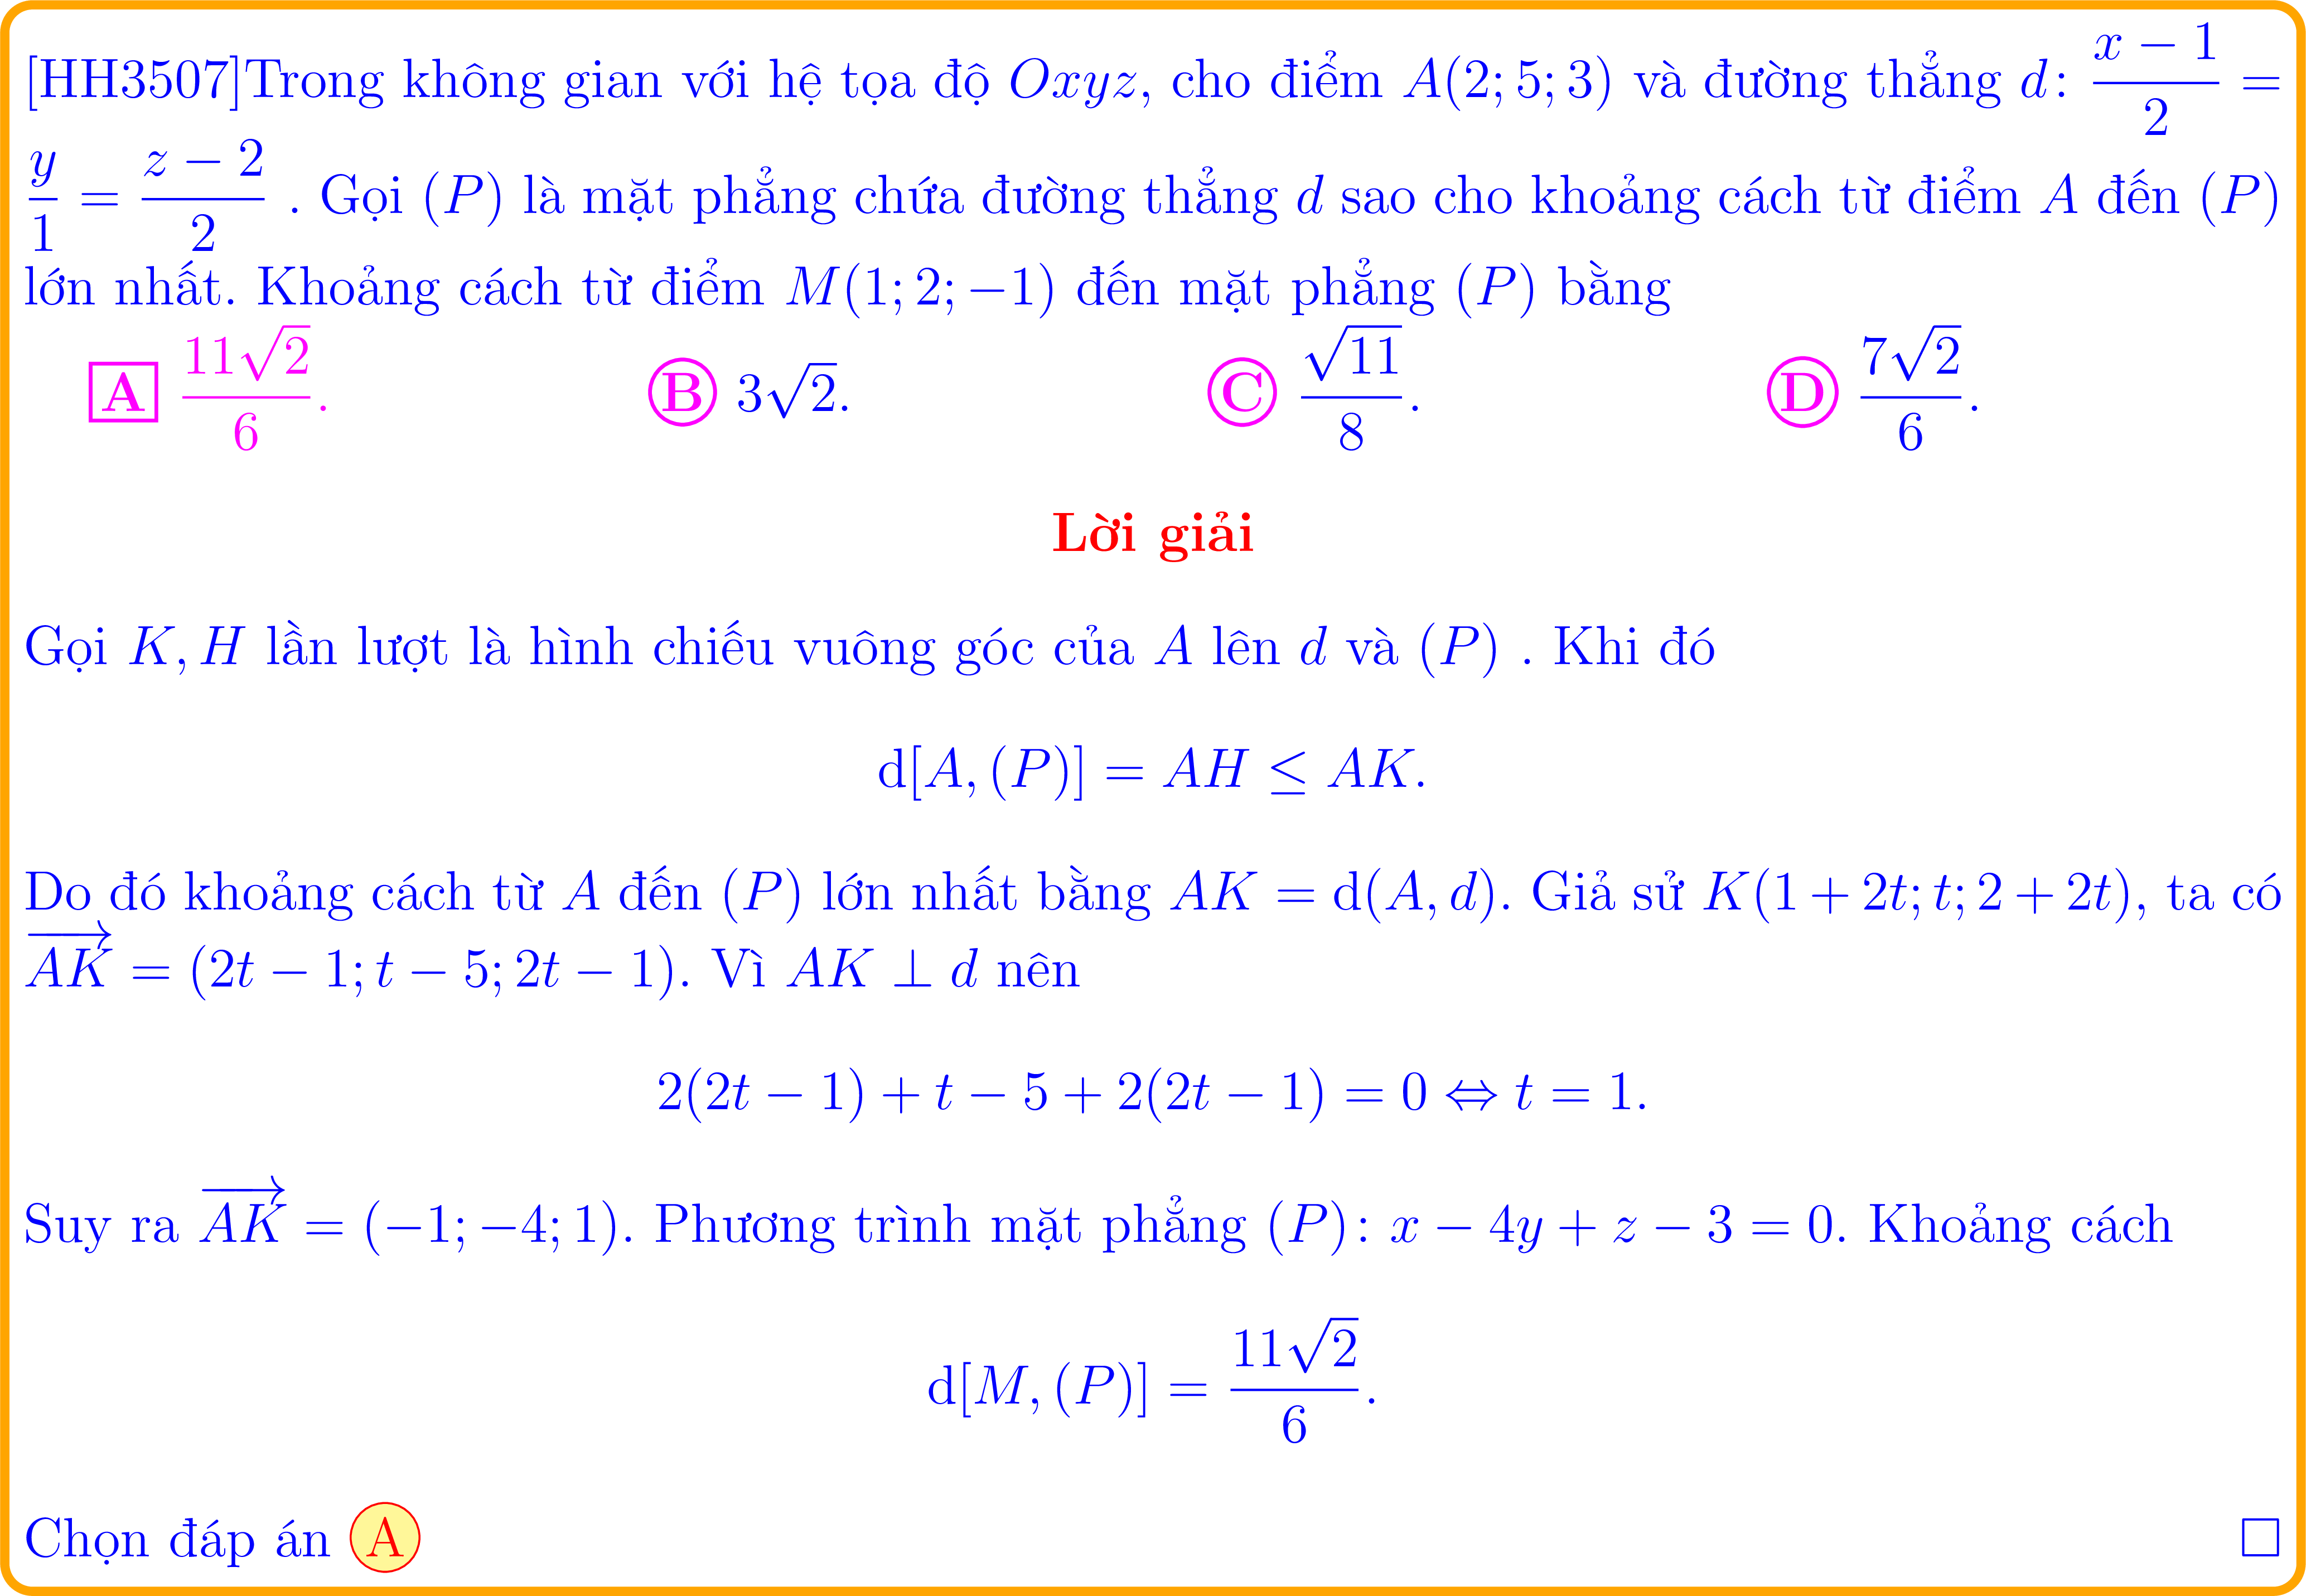 [HH3507]Trong không gian với hệ tọa độ $Oxyz$, cho điểm $A(2;5;3)$ và đường thẳng $d\colon \dfrac{x-1}{2} =$
$\dfrac{y}{1} = \dfrac{z-2}{2}$ . Gọi $(P)$ là mặt phẳng chứa đường thẳng $d$ sao cho khoảng cách từ điểm $A$ đến $(P)$
lớn nhất. Khoảng cách từ điểm $M(1;2;-1)$ đến mặt phẳng $(P)$ bằng
A $\dfrac{11\sqrt{2}}{6}$. B $3\sqrt{2}$. C $\dfrac{\sqrt{11}}{8}$. D $\dfrac{7\sqrt{2}}{6}$.
Lời giải
Gọi $K, H$ lần lượt là hình chiếu vuông góc của $A$ lên $d$ và $(P)$ . Khi đó
$\mathrm{d}[A,(P)] = AH \leq AK.$
Do đó khoảng cách từ $A$ đến $(P)$ lớn nhất bằng $AK = \mathrm{d}(A,d)$. Giả sử $K(1+2t;t;2+2t)$, ta có
$\overrightarrow{AK} = (2t-1;t-5;2t-1)$. Vì $AK \perp d$ nên
$2(2t-1)+t-5+2(2t-1) = 0 \Leftrightarrow t = 1.$
Suy ra $\overrightarrow{AK} = (-1;-4;1)$. Phương trình mặt phẳng $(P)\colon x-4y+z-3 = 0$. Khoảng cách
$\mathrm{d}[M,(P)] = \dfrac{11\sqrt{2}}{6}.$
Chọn đáp án A □